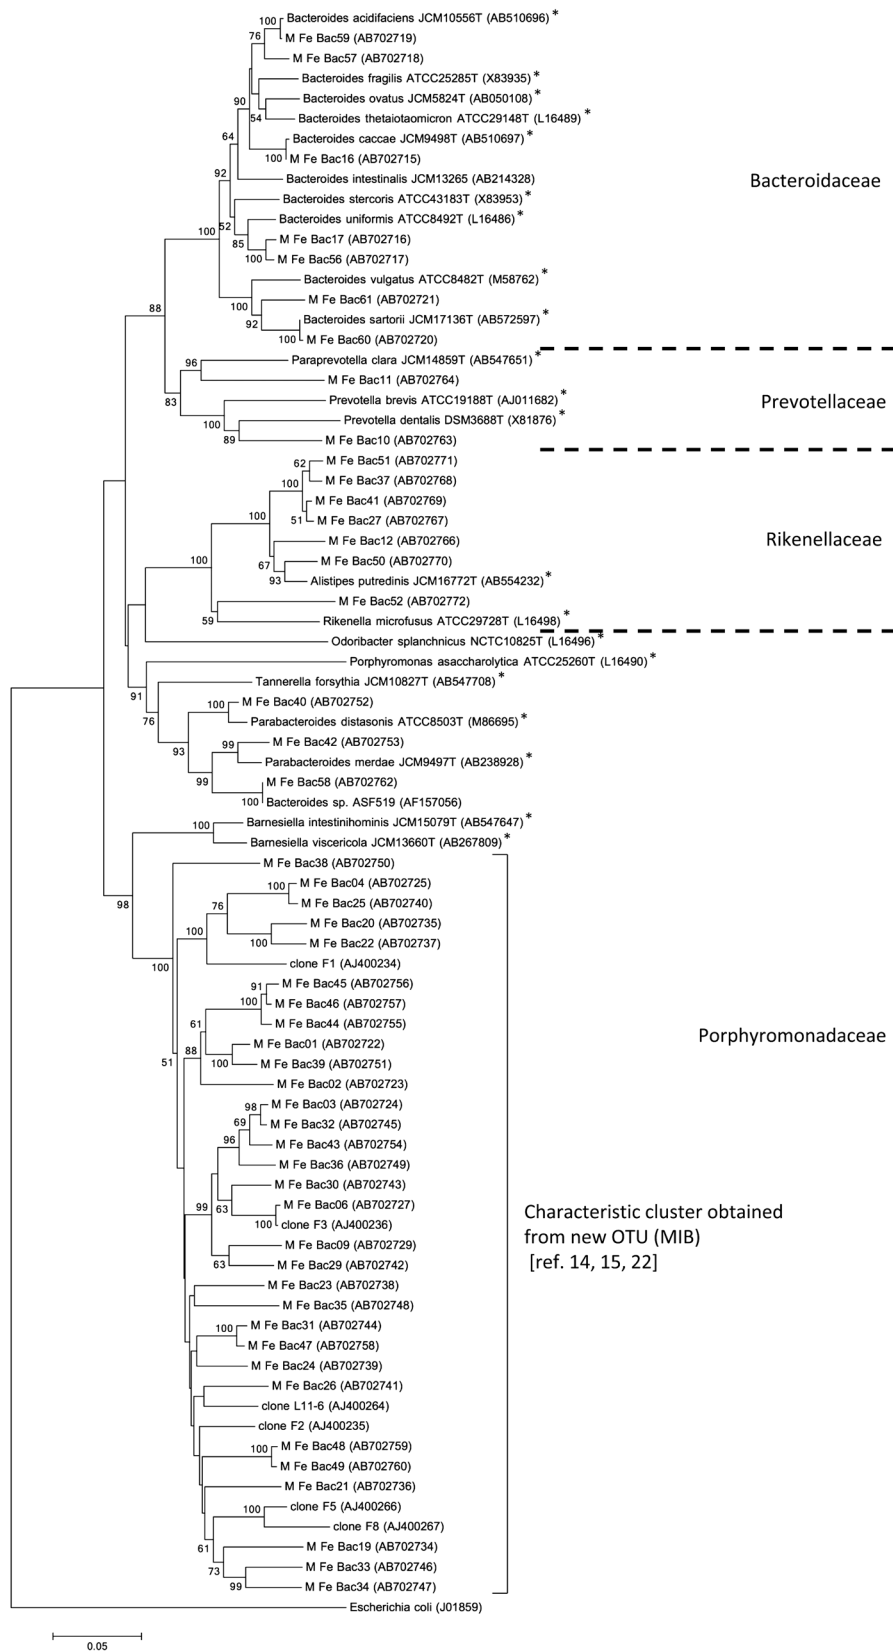 Bacteroides acidifaciens JCM10556T (AB510696) *
M Fe Bac59 (AB702719)
M Fe Bac57 (AB702718)
Bacteroides fragilis ATCC25285T (X83935) *
Bacteroides ovatus JCM5824T (AB050108) *
Bacteroides thetaiotaomicron ATCC29148T (L16489) *
Bacteroides caccae JCM9498T (AB510697) *
M Fe Bac16 (AB702715)
Bacteroides intestinalis JCM13265 (AB214328)
Bacteroides stercoris ATCC43183T (X83953) *
Bacteroides uniformis ATCC8492T (L16486) *
M Fe Bac17 (AB702716)
M Fe Bac56 (AB702717)
Bacteroides vulgatus ATCC8482T (M58762) *
M Fe Bac61 (AB702721)
Bacteroides sartorii JCM17136T (AB572597) *
M Fe Bac60 (AB702720)
Paraprevotella clara JCM14859T (AB547651) *
M Fe Bac11 (AB702764)
Prevotella brevis ATCC19188T (AJ011682) *
Prevotella dentalis DSM3688T (X81876) *
M Fe Bac10 (AB702763)
M Fe Bac51 (AB702771)
M Fe Bac37 (AB702768)
M Fe Bac41 (AB702769)
M Fe Bac27 (AB702767)
M Fe Bac12 (AB702766)
M Fe Bac50 (AB702770)
Alistipes putredinis JCM16772T (AB554232) *
M Fe Bac52 (AB702772)
Rikenella microfusus ATCC29728T (L16498) *
Odoribacter splanchnicus NCTC10825T (L16496) *
Porphyromonas asaccharolytica ATCC25260T (L16490) *
Tannerella forsythia JCM10827T (AB547708) *
M Fe Bac40 (AB702752)
Parabacteroides distasonis ATCC8503T (M86695) *
M Fe Bac42 (AB702753)
Parabacteroides merdae JCM9497T (AB238928) *
M Fe Bac58 (AB702762)
Bacteroides sp. ASF519 (AF157056)
Barnesiella intestinihominis JCM15079T (AB547647) *
Barnesiella viscericola JCM13660T (AB267809) *
M Fe Bac38 (AB702750)
M Fe Bac04 (AB702725)
M Fe Bac25 (AB702740)
M Fe Bac20 (AB702735)
M Fe Bac22 (AB702737)
clone F1 (AJ400234)
M Fe Bac45 (AB702756)
M Fe Bac46 (AB702757)
M Fe Bac44 (AB702755)
M Fe Bac01 (AB702722)
M Fe Bac39 (AB702751)
M Fe Bac02 (AB702723)
M Fe Bac03 (AB702724)
M Fe Bac32 (AB702745)
M Fe Bac43 (AB702754)
M Fe Bac36 (AB702749)
M Fe Bac30 (AB702743)
M Fe Bac06 (AB702727)
clone F3 (AJ400236)
M Fe Bac09 (AB702729)
M Fe Bac29 (AB702742)
M Fe Bac23 (AB702738)
M Fe Bac35 (AB702748)
M Fe Bac31 (AB702744)
M Fe Bac47 (AB702758)
M Fe Bac24 (AB702739)
M Fe Bac26 (AB702741)
clone L11-6 (AJ400264)
clone F2 (AJ400235)
M Fe Bac48 (AB702759)
M Fe Bac49 (AB702760)
M Fe Bac21 (AB702736)
clone F5 (AJ400266)
clone F8 (AJ400267)
M Fe Bac19 (AB702734)
M Fe Bac33 (AB702746)
M Fe Bac34 (AB702747)
Escherichia coli (J01859)
Bacteroidaceae
Prevotellaceae
Rikenellaceae
Porphyromonadaceae
Characteristic cluster obtained
from new OTU (MIB)
[ref. 14, 15, 22]
100
76
90
54
64
100
92
52
85
100
100
100
92
100
88
96
83
100
89
62
100
51
100
67
93
100
59
91
76
100
93
99
99
100
100
98
100
76
100
100
100
91
100
61
88
100
51
98
69
96
99
63
100
63
100
100
100
61
73
99
0.05